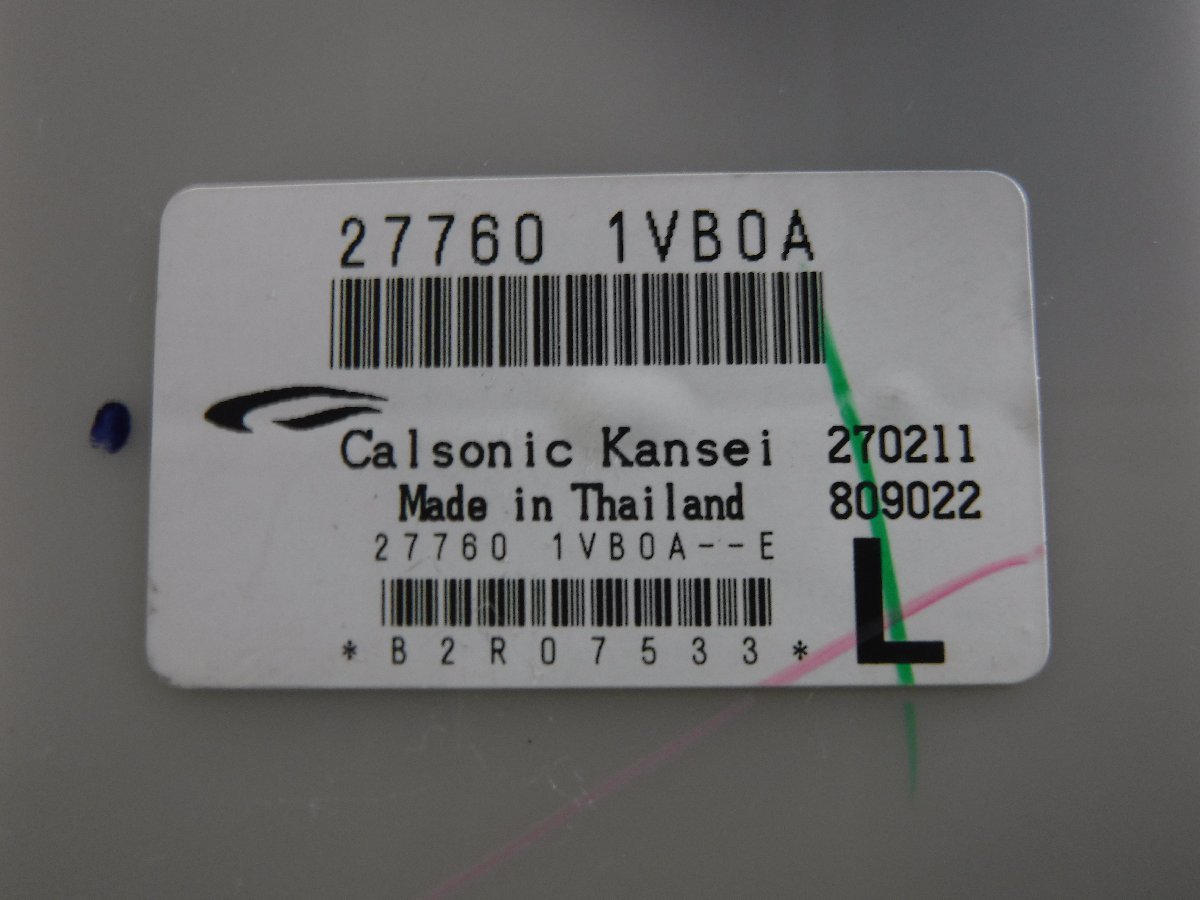 27760 1VB0A
Calsonic Kansei 270211
Made in Thailand 809022
27760 1VB0A--E
L
*B2R07533*